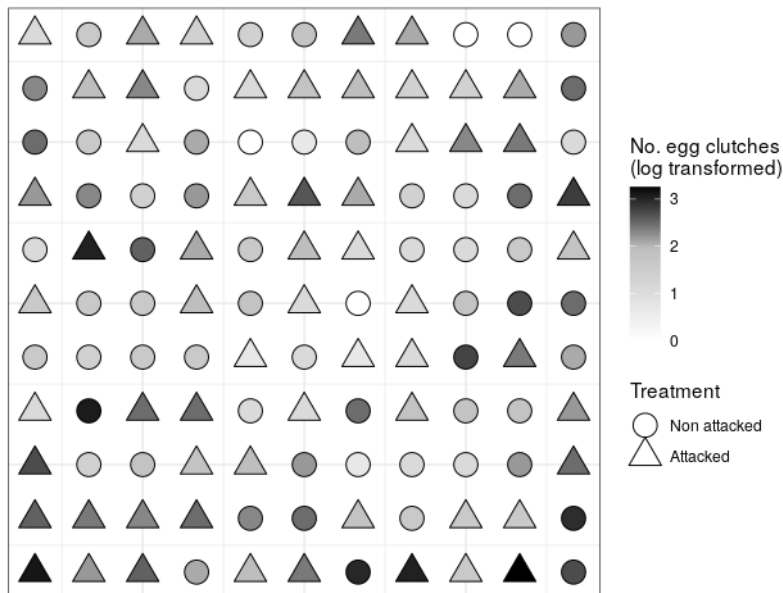 No. egg clutches
(log transformed)
3
2
1
0
Treatment
Non attacked
Attacked